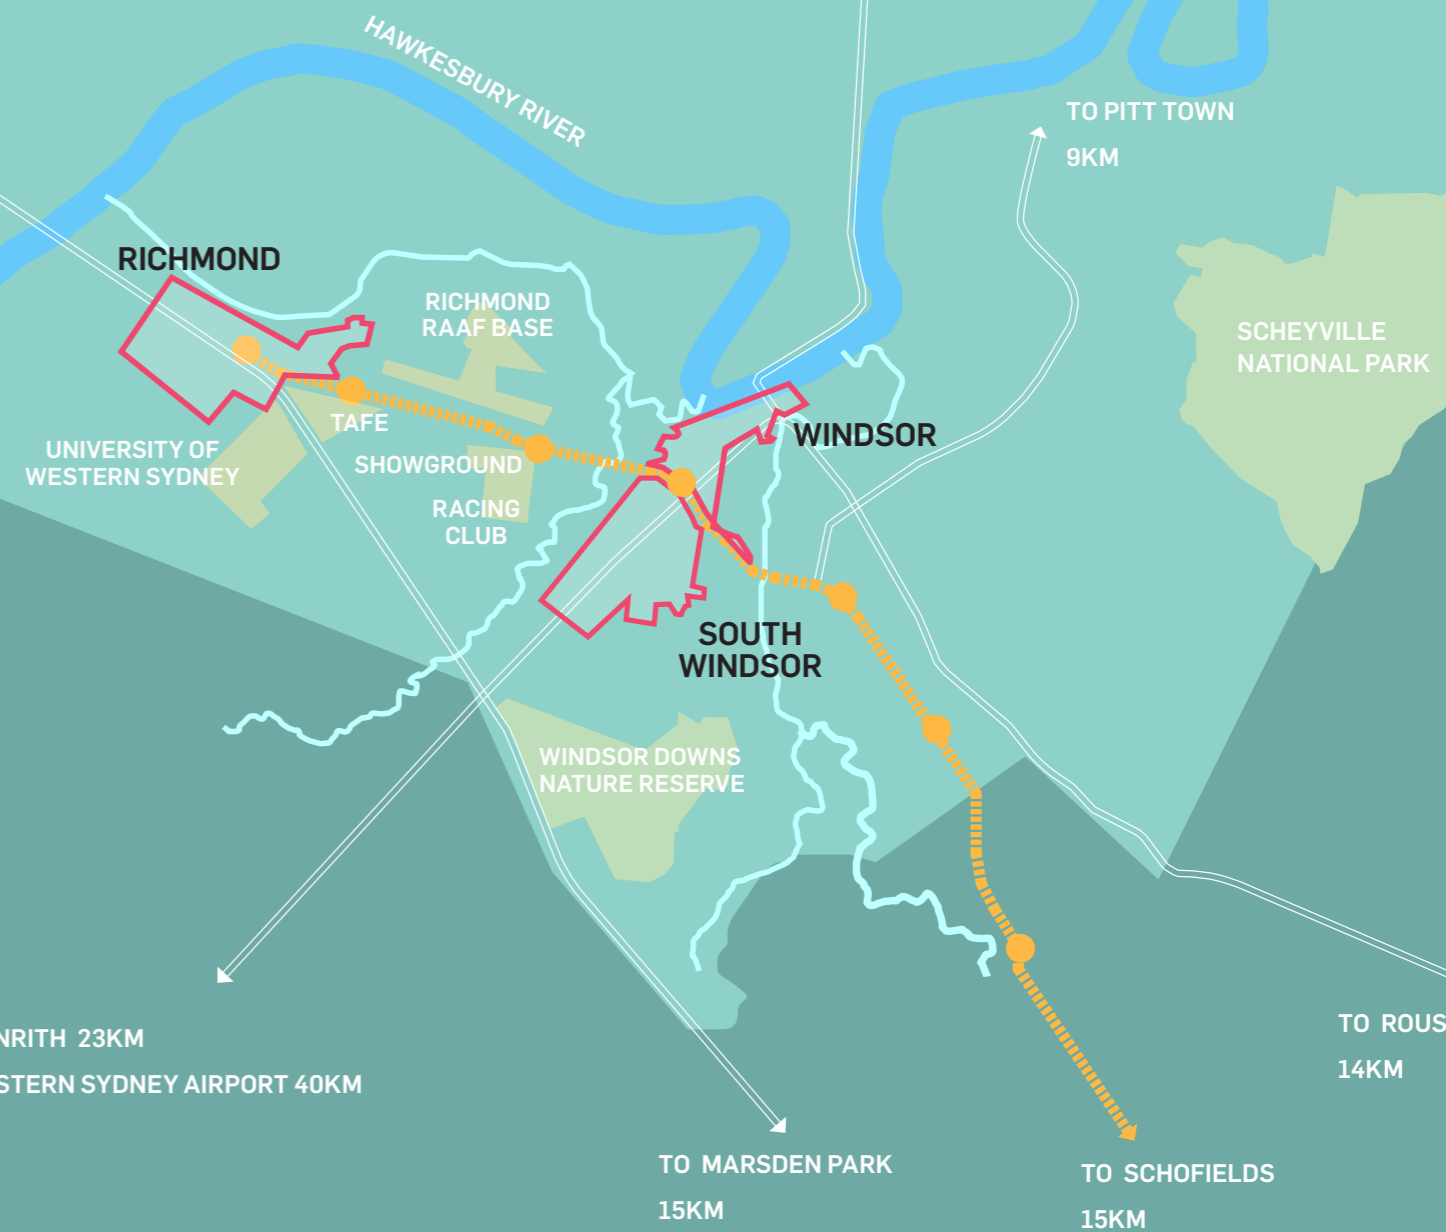 HAWKESBURY RIVER
TO PITT TOWN
9KM
RICHMOND
RICHMOND
RAAF BASE
SCHEYVILLE
NATIONAL PARK
TAFE
WINDSOR
UNIVERSITY OF
WESTERN SYDNEY
SHOWGROUND
RACING
CLUB
SOUTH
WINDSOR
WINDSOR DOWNS
NATURE RESERVE
NRITH 23KM
STERN SYDNEY AIRPORT 40KM
TO ROUS
14KM
TO MARSDEN PARK
15KM
TO SCHOFIELDS
15KM